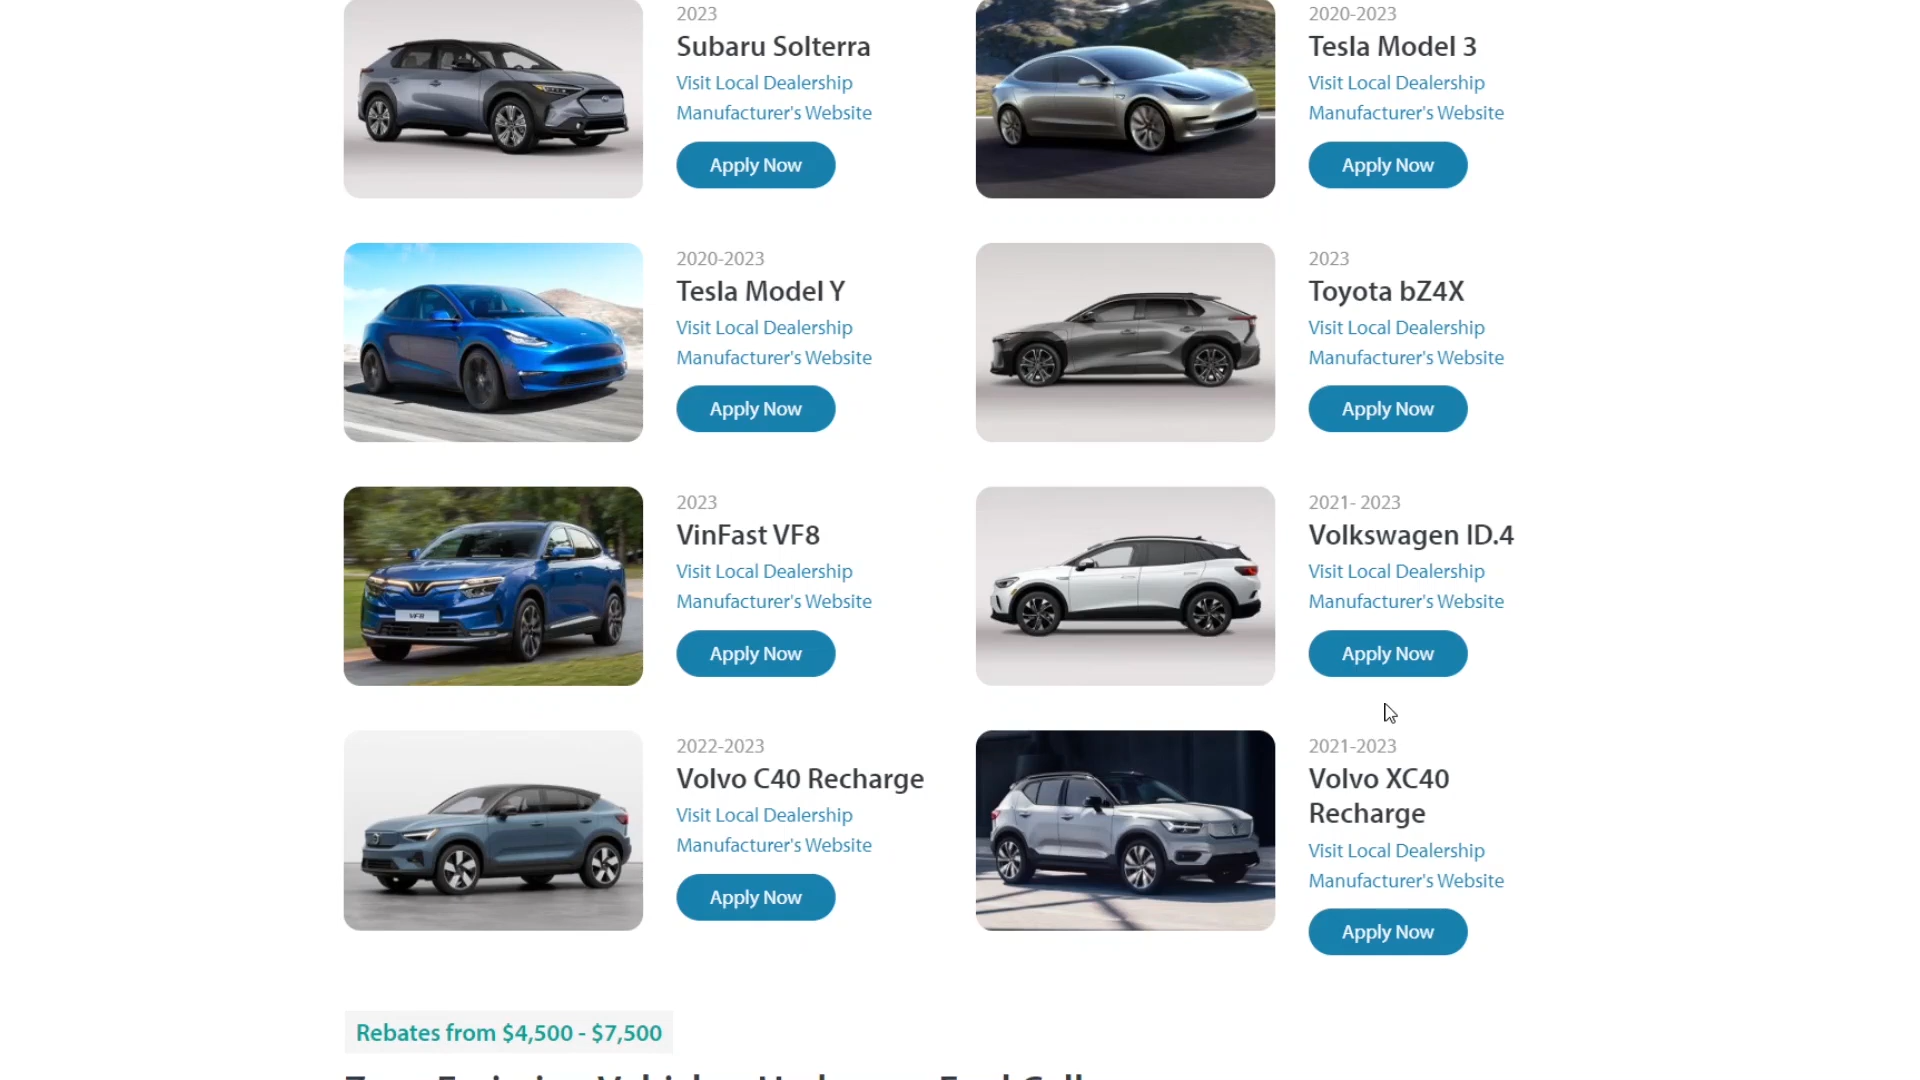 2023
Subaru Solterra
Visit Local Dealership
Manufacturer's Website
Apply Now
2020-2023
Tesla Model 3
Visit Local Dealership
Manufacturer's Website
Apply Now
2020-2023
Tesla Model Y
Visit Local Dealership
Manufacturer's Website
Apply Now
2023
Toyota bZ4X
Visit Local Dealership
Manufacturer's Website
Apply Now
VF8
2023
VinFast VF8
Visit Local Dealership
Manufacturer's Website
Apply Now
2021- 2023
Volkswagen ID.4
Visit Local Dealership
Manufacturer's Website
Apply Now
2022-2023
Volvo C40 Recharge
Visit Local Dealership
Manufacturer's Website
Apply Now
2021-2023
Volvo XC40
Recharge
Visit Local Dealership
Manufacturer's Website
Apply Now
Rebates from $4,500 - $7,500